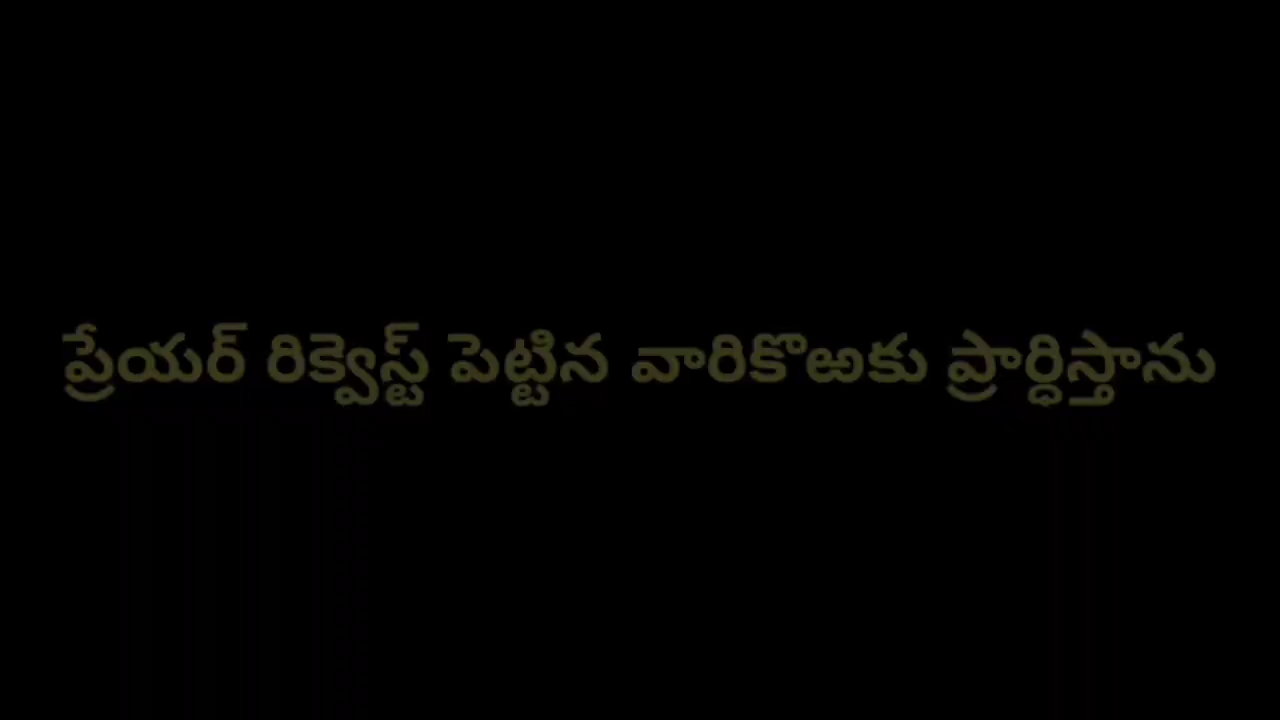 ప్రేయర్ రిక్వెస్ట్ పెట్టిన వారికొఱకు ప్రార్ధిస్తాను